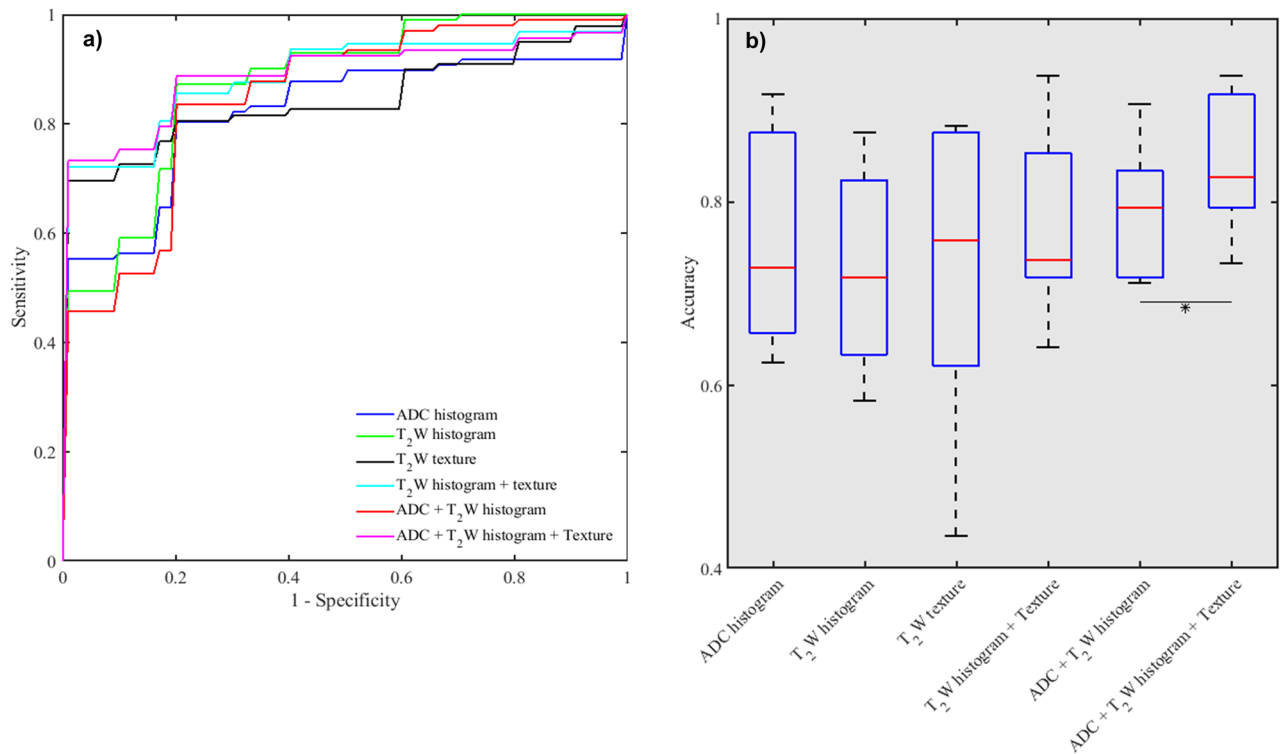 a)
1
0.8
0.6
0.4
0.2
0
Sensitivity
ADC histogram
T2W histogram
T2W texture
T2W histogram + texture
ADC + T2W histogram
ADC + T2W histogram + Texture
0 0.2 0.4 0.6 0.8 1
1 - Specificity
b)
1
0.8
0.6
0.4
Accuracy
*
ADC histogram
T2W histogram
T2W texture
T2W histogram + Texture
ADC + T2W histogram
ADC + T2W histogram + Texture